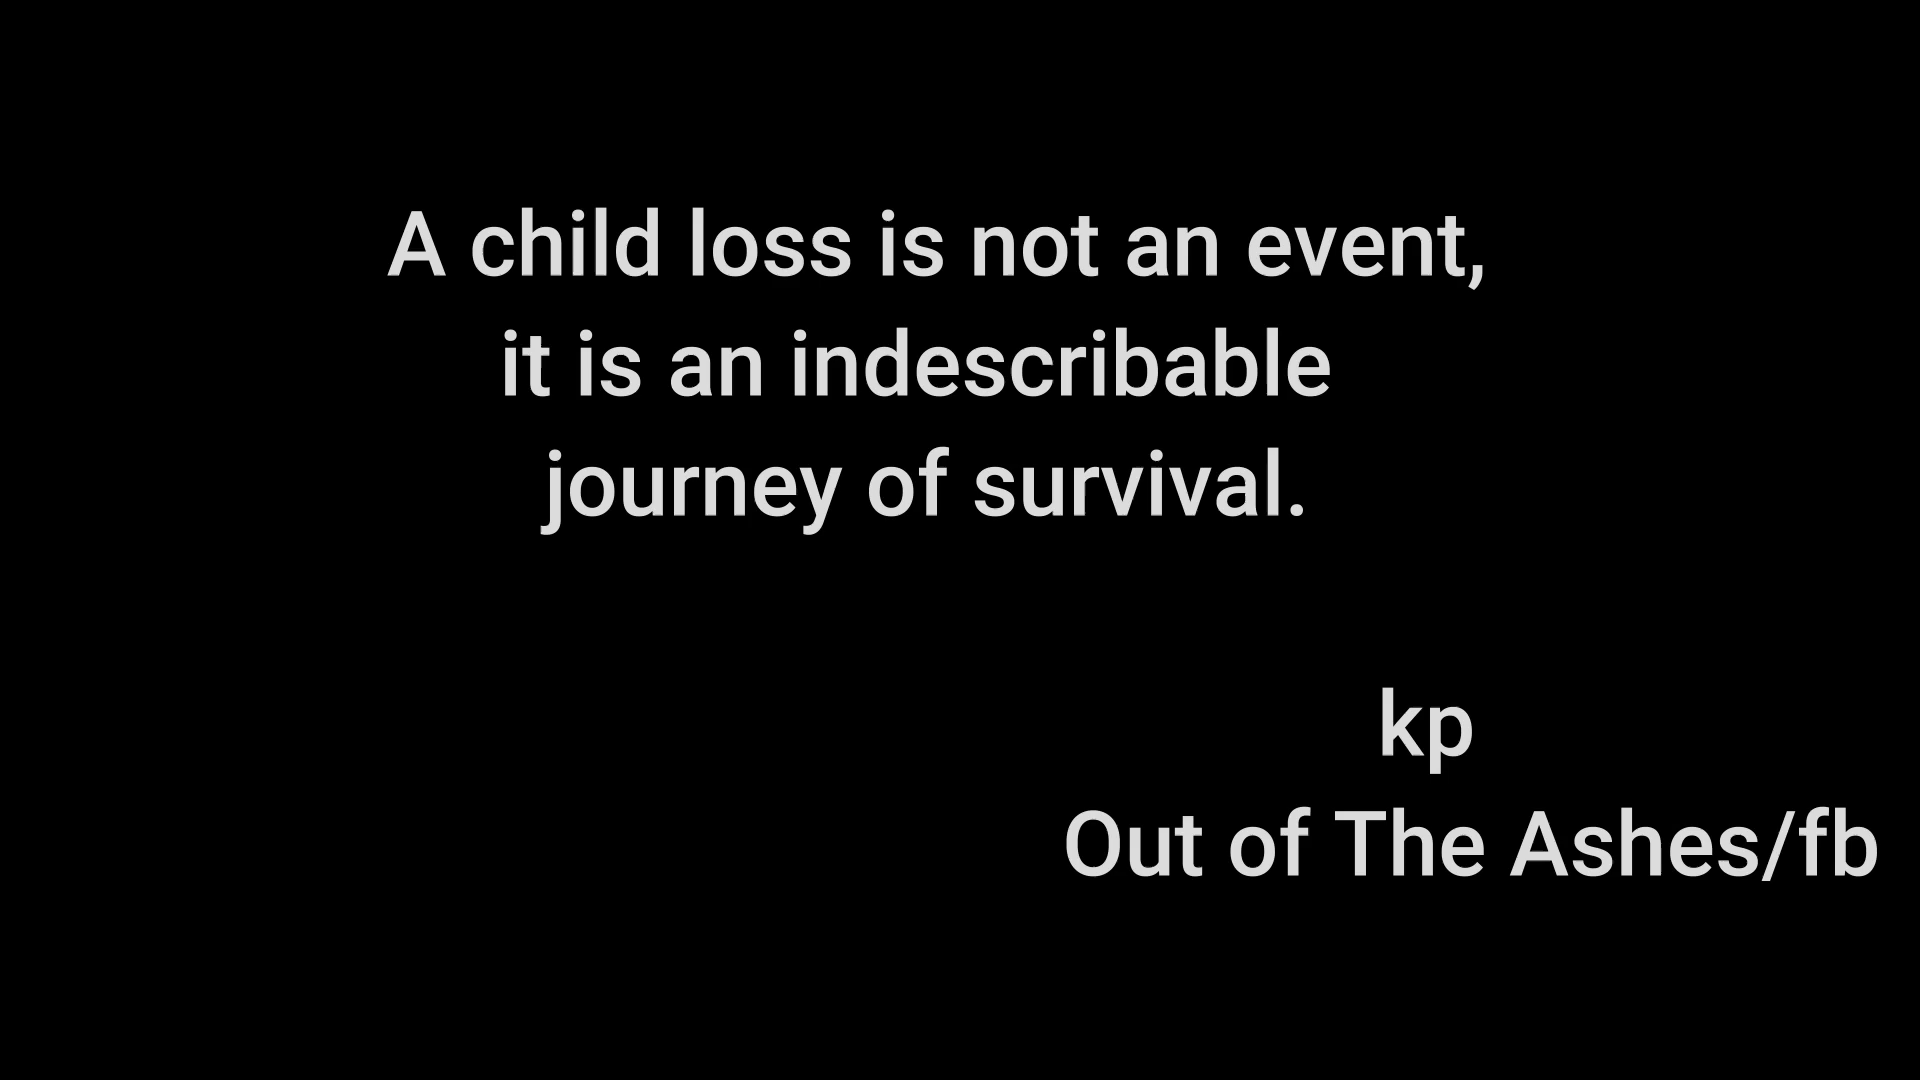 A child loss is not an event,
it is an indescribable
journey of survival.
kp
Out of The Ashes/fb